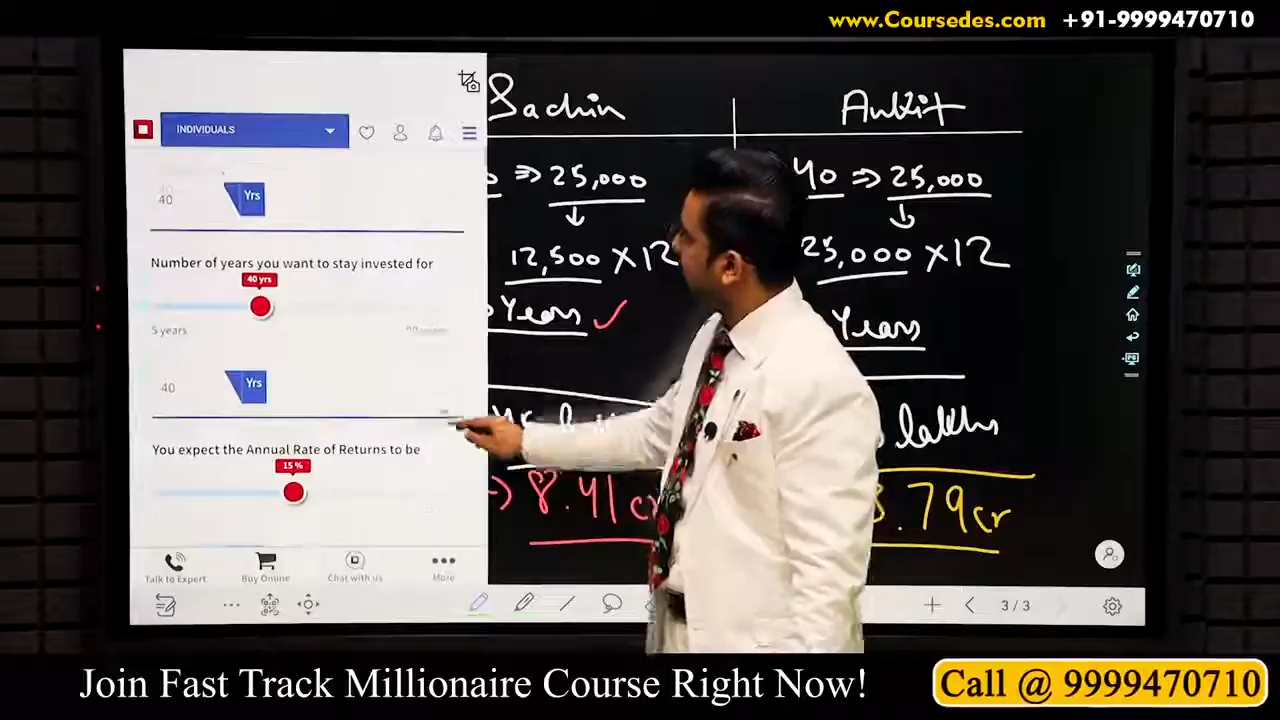 www.Coursedes.com +91-9999470710
Sachin
Ankit
INDIVIDUALS
40
40
Yrs
⇒ 25,000
40 ⇒ 25,000
Number of years you want to stay invested for
40 yrs
12,500 × 12
25,000 × 12
5 years
Years ✓
Years
40
Yrs
You expect the Annual Rate of Returns to be
15 %
lakhs
8.41 cr
.79 cr
Talk to Expert
Buy Online
Chat with us
More
3 / 3
Join Fast Track Millionaire Course Right Now!
Call @ 9999470710